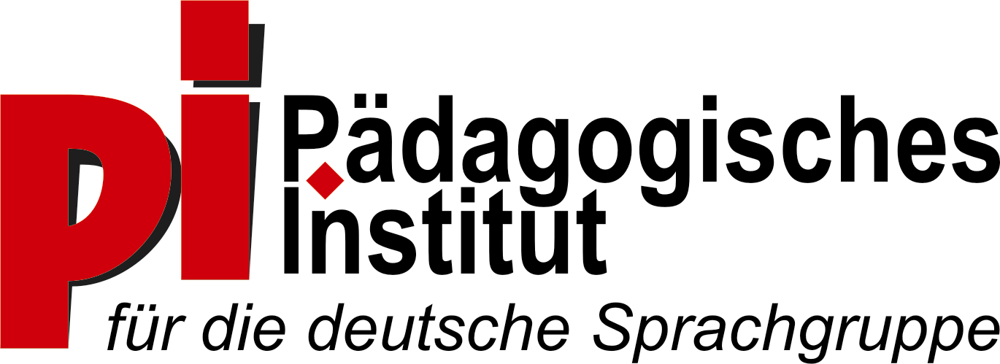 pi
Pädagogisches
Institut
für die deutsche Sprachgruppe